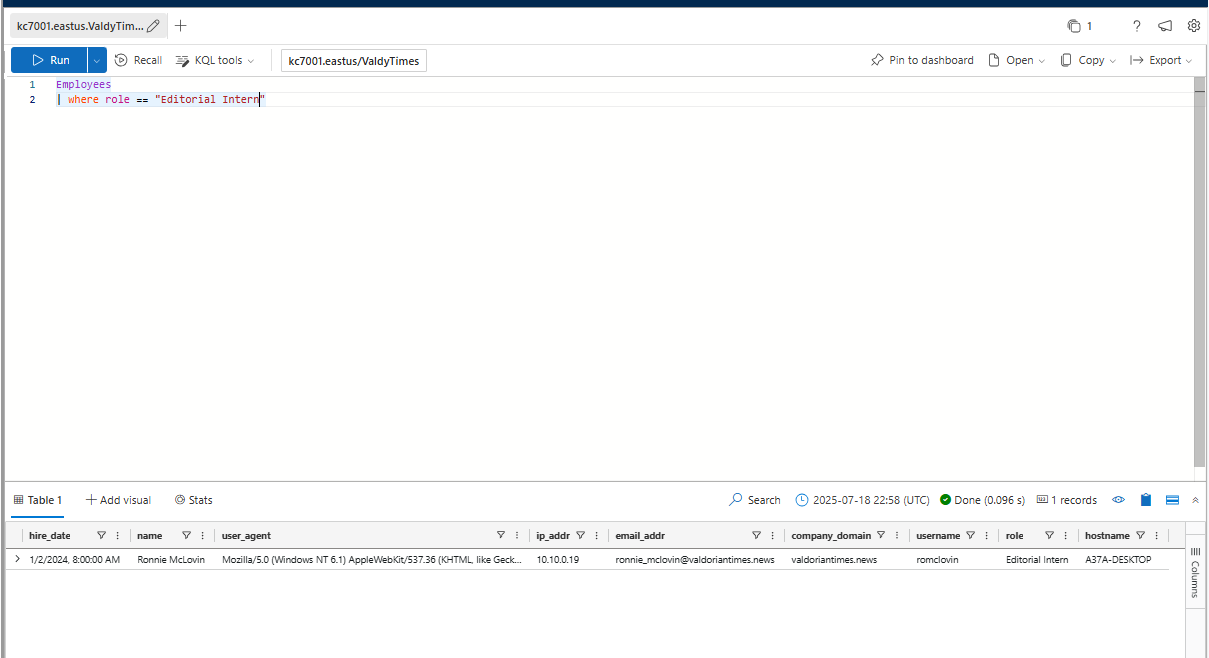 kc7001.eastus.ValdyTim...
1
Run Recall KQL tools kc7001.eastus/ValdyTimes Pin to dashboard Open Copy Export
1 Employees
2 | where role == "Editorial Intern"
Table 1 Add visual Stats Search 2025-07-18 22:58 (UTC) Done (0.096 s) 1 records
hire_date name user_agent ip_addr email_addr company_domain username role hostname
1/2/2024, 8:00:00 AM Ronnie McLovin Mozilla/5.0 (Windows NT 6.1) AppleWebKit/537.36 (KHTML, like Geck... 10.10.0.19 ronnie_mclovin@valdoriantimes.news valdoriantimes.news romclovin Editorial Intern A37A-DESKTOP
Columns